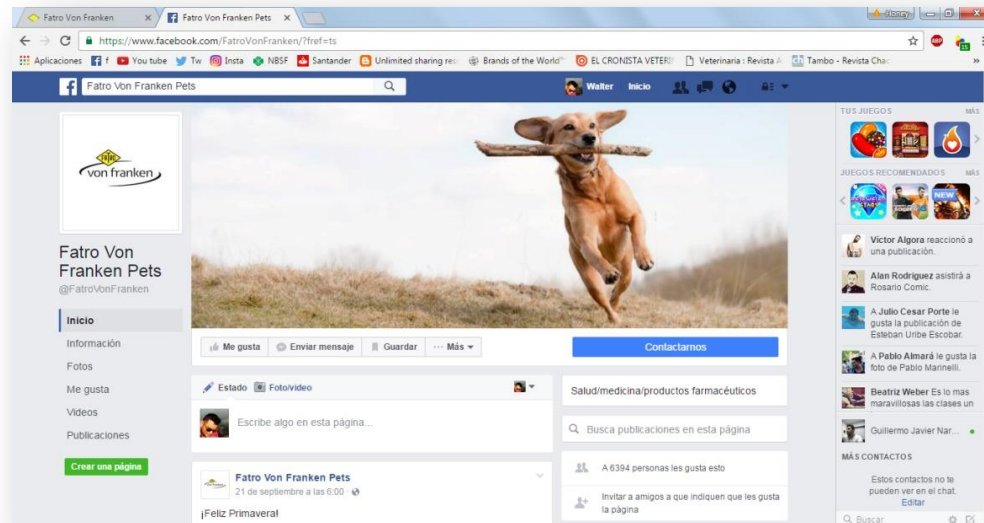 Fatro Von Franken
Fatro Von Franken Pets
Honey
https://www.facebook.com/FatroVonFranken/?fref=ts
Aplicaciones
f
You tube
Tw
Insta
NBSF
Santander
Unlimited sharing res
Brands of the World
EL CRONISTA VETERI
Veterinaria : Revista A
Tambo - Revista Chac
Fatro Von Franken Pets
Walter
Inicio
FATRO
von franken
Fatro Von
Franken Pets
@FatroVonFranken
Inicio
Información
Fotos
Me gusta
Videos
Publicaciones
Crear una página
Me gusta
Enviar mensaje
Guardar
··· Más
Contactarnos
Estado
Foto/video
Escribe algo en esta página...
Fatro Von Franken Pets
21 de septiembre a las 6:00 ·
¡Feliz Primavera!
Salud/medicina/productos farmacéuticos
Busca publicaciones en esta página
A 6394 personas les gusta esto
Invitar a amigos a que indiquen que les gusta
la página
TUS JUEGOS
MÁS
JUEGOS RECOMENDADOS
MÁS
NEW
Víctor Algora reaccionó a
una publicación.
Alan Rodriguez asistirá a
Rosario Comic.
A Julio Cesar Porte le
gusta la publicación de
Esteban Uribe Escobar.
A Pablo Almará le gusta la
foto de Pablo Marinelli.
Beatriz Weber Es lo mas
maravillosas las clases un
Guillermo Javier Nar...
MÁS CONTACTOS
Estos contactos no te
pueden ver en el chat.
Editar
Buscar